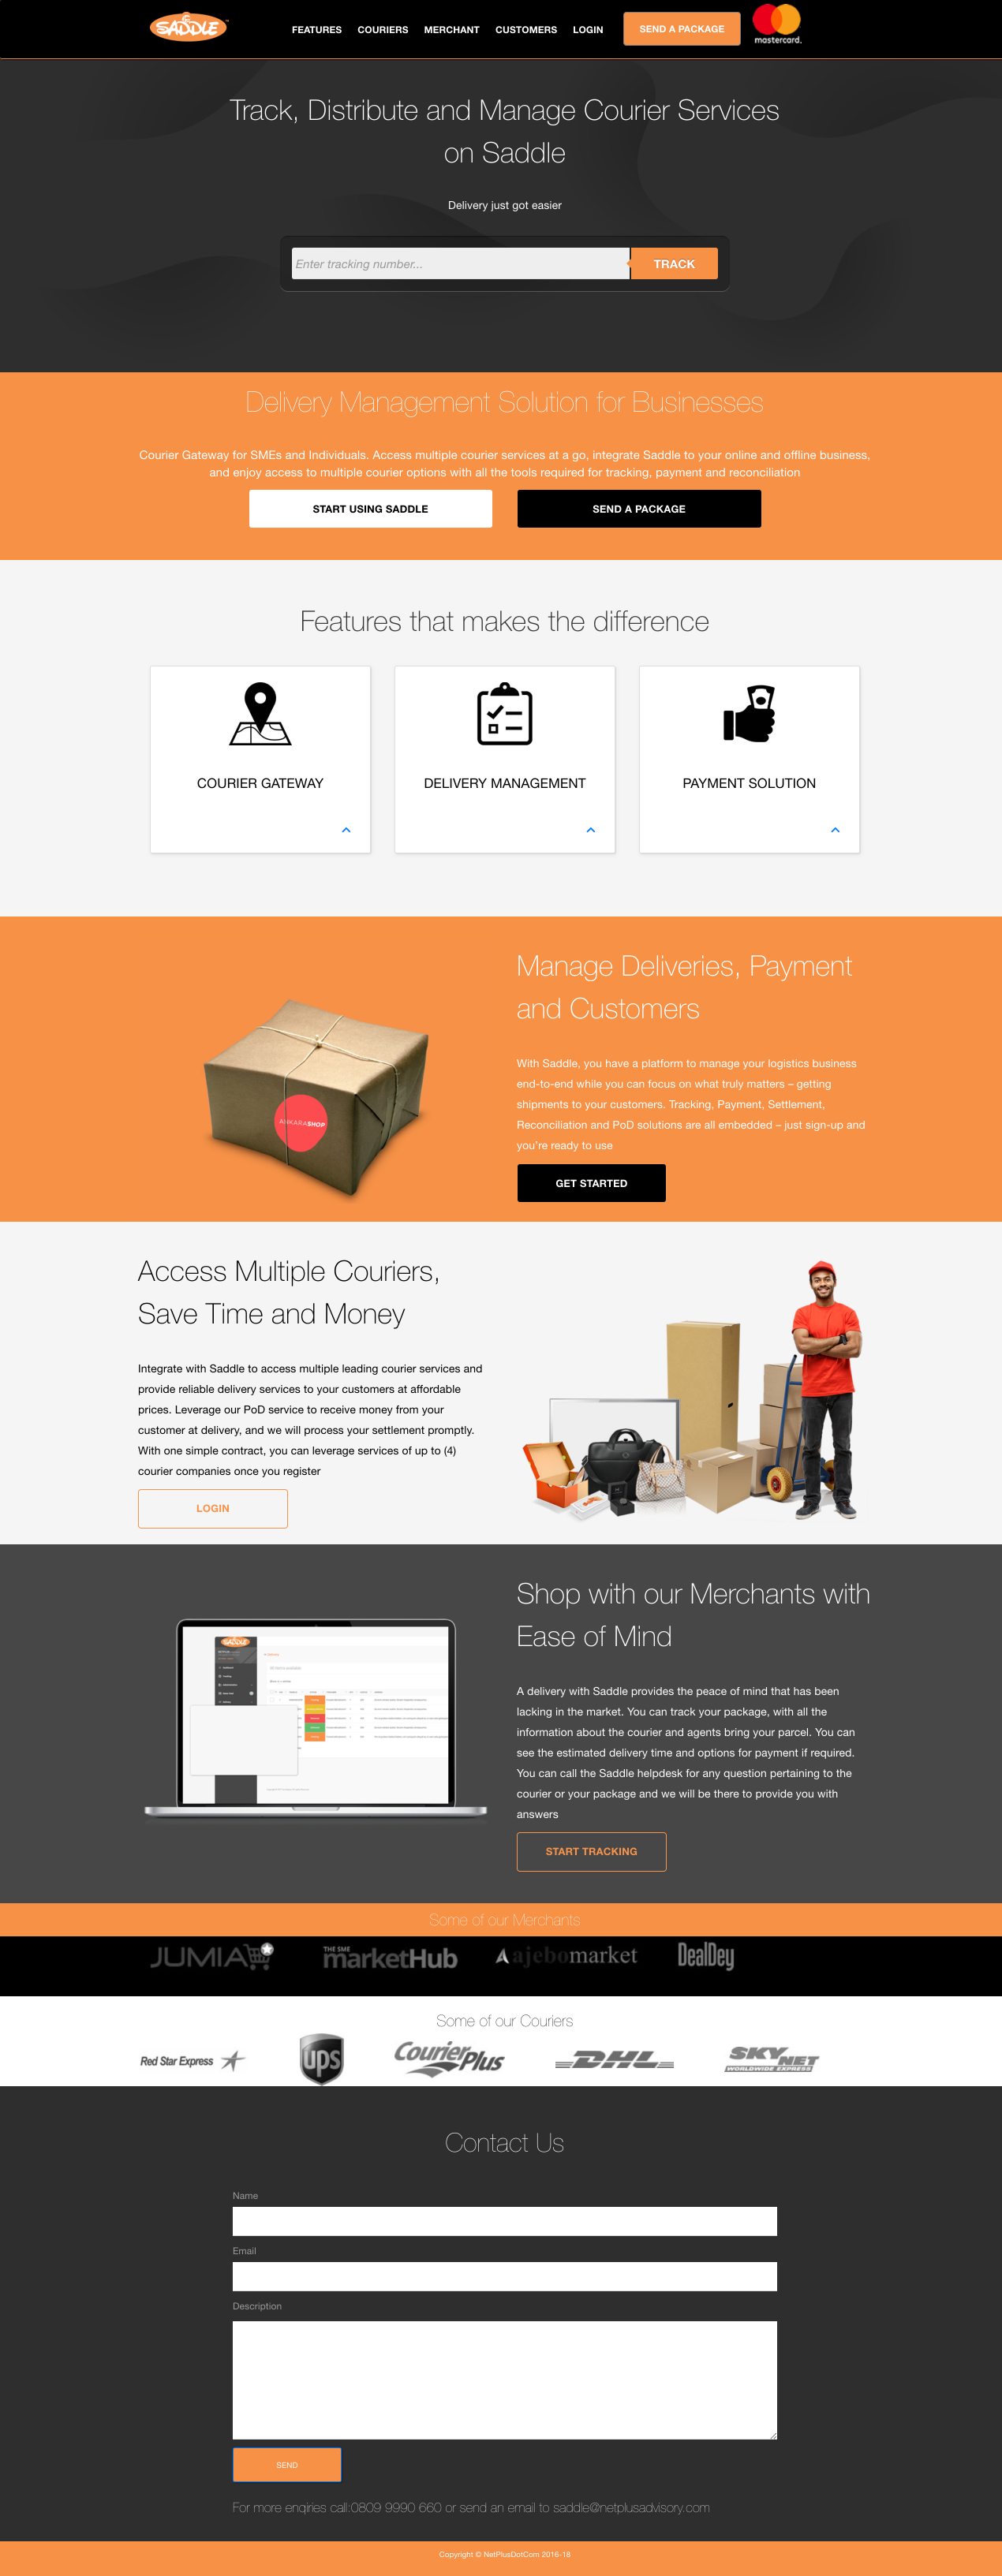 SADDLE
FEATURES COURIERS MERCHANT CUSTOMERS LOGIN SEND A PACKAGE
mastercard.
Track, Distribute and Manage Courier Services
on Saddle
Delivery just got easier
Enter tracking number... TRACK
Delivery Management Solution for Businesses
Courier Gateway for SMEs and Individuals. Access multiple courier services at a go, integrate Saddle to your online and offline business,
and enjoy access to multiple courier options with all the tools required for tracking, payment and reconciliation
START USING SADDLE SEND A PACKAGE
Features that makes the difference
COURIER GATEWAY DELIVERY MANAGEMENT PAYMENT SOLUTION
ANKARASHOP
Manage Deliveries, Payment
and Customers
With Saddle, you have a platform to manage your logistics business
end-to-end while you can focus on what truly matters – getting
shipments to your customers. Tracking, Payment, Settlement,
Reconciliation and PoD solutions are all embedded – just sign-up and
you're ready to use
GET STARTED
Access Multiple Couriers,
Save Time and Money
Integrate with Saddle to access multiple leading courier services and
provide reliable delivery services to your customers at affordable
prices. Leverage our PoD service to receive money from your
customer at delivery, and we will process your settlement promptly.
With one simple contract, you can leverage services of up to (4)
courier companies once you register
LOGIN
SADDLE
Shop with our Merchants with
Ease of Mind
A delivery with Saddle provides the peace of mind that has been
lacking in the market. You can track your package, with all the
information about the courier and agents bring your parcel. You can
see the estimated delivery time and options for payment if required.
You can call the Saddle helpdesk for any question pertaining to the
courier or your package and we will be there to provide you with
answers
START TRACKING
Some of our Merchants
JUMIA THE SME marketHub ajebomarket DealDey
Some of our Couriers
Red Star Express ups CourierPlus DHL SKYNET WORLDWIDE EXPRESS
Contact Us
Name
Email
Description
SEND
For more enqiries call:0809 9990 660 or send an email to saddle@netplusadvisory.com
Copyright © NetPlusDotCom 2016-18